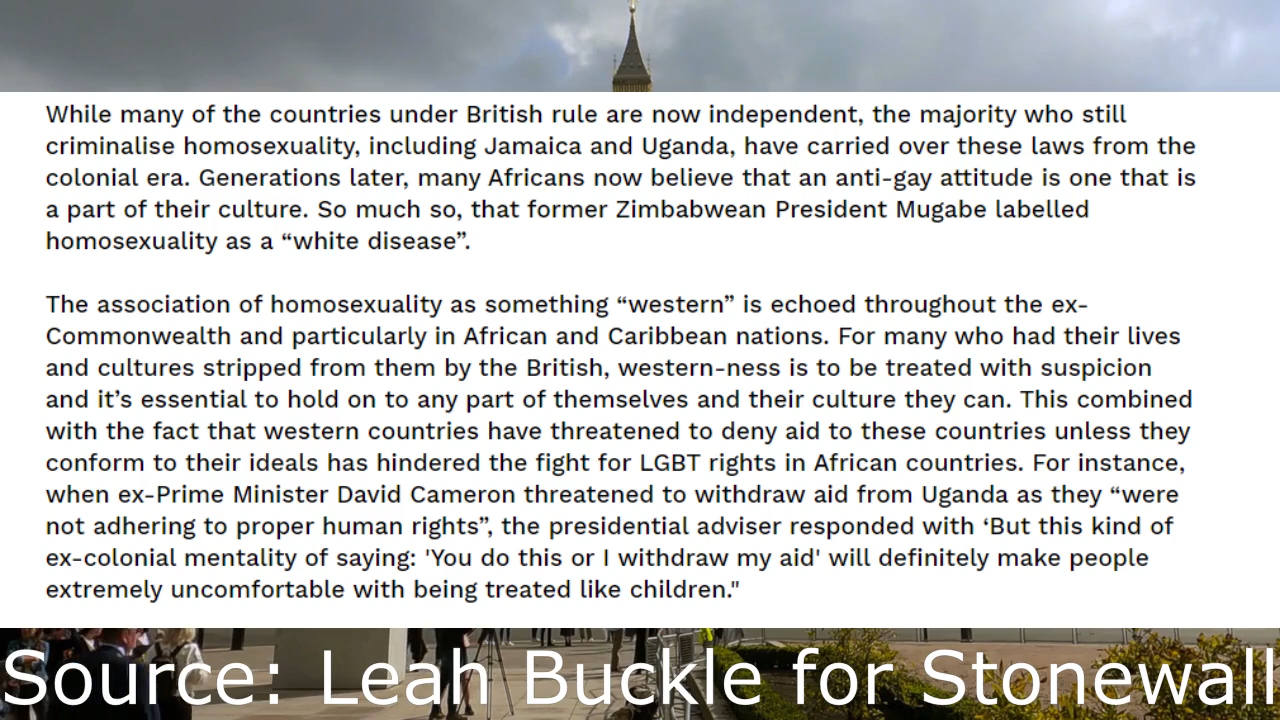 While many of the countries under British rule are now independent, the majority who still
criminalise homosexuality, including Jamaica and Uganda, have carried over these laws from the
colonial era. Generations later, many Africans now believe that an anti-gay attitude is one that is
a part of their culture. So much so, that former Zimbabwean President Mugabe labelled
homosexuality as a “white disease”.
The association of homosexuality as something “western” is echoed throughout the ex-
Commonwealth and particularly in African and Caribbean nations. For many who had their lives
and cultures stripped from them by the British, western-ness is to be treated with suspicion
and it’s essential to hold on to any part of themselves and their culture they can. This combined
with the fact that western countries have threatened to deny aid to these countries unless they
conform to their ideals has hindered the fight for LGBT rights in African countries. For instance,
when ex-Prime Minister David Cameron threatened to withdraw aid from Uganda as they “were
not adhering to proper human rights”, the presidential adviser responded with ‘But this kind of
ex-colonial mentality of saying: 'You do this or I withdraw my aid' will definitely make people
extremely uncomfortable with being treated like children."
Source: Leah Buckle for Stonewall